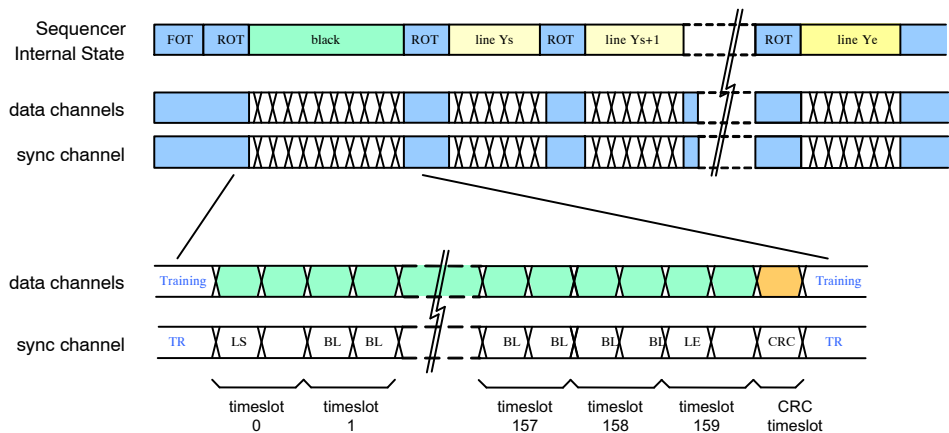 Sequencer
Internal State
FOT ROT black ROT line Ys ROT line Ys+1 ROT line Ye
data channels
sync channel
data channels Training Training
sync channel TR LS BL BL BL BL BL BL LE CRC TR
timeslot timeslot timeslot timeslot timeslot CRC
0 1 157 158 159 timeslot